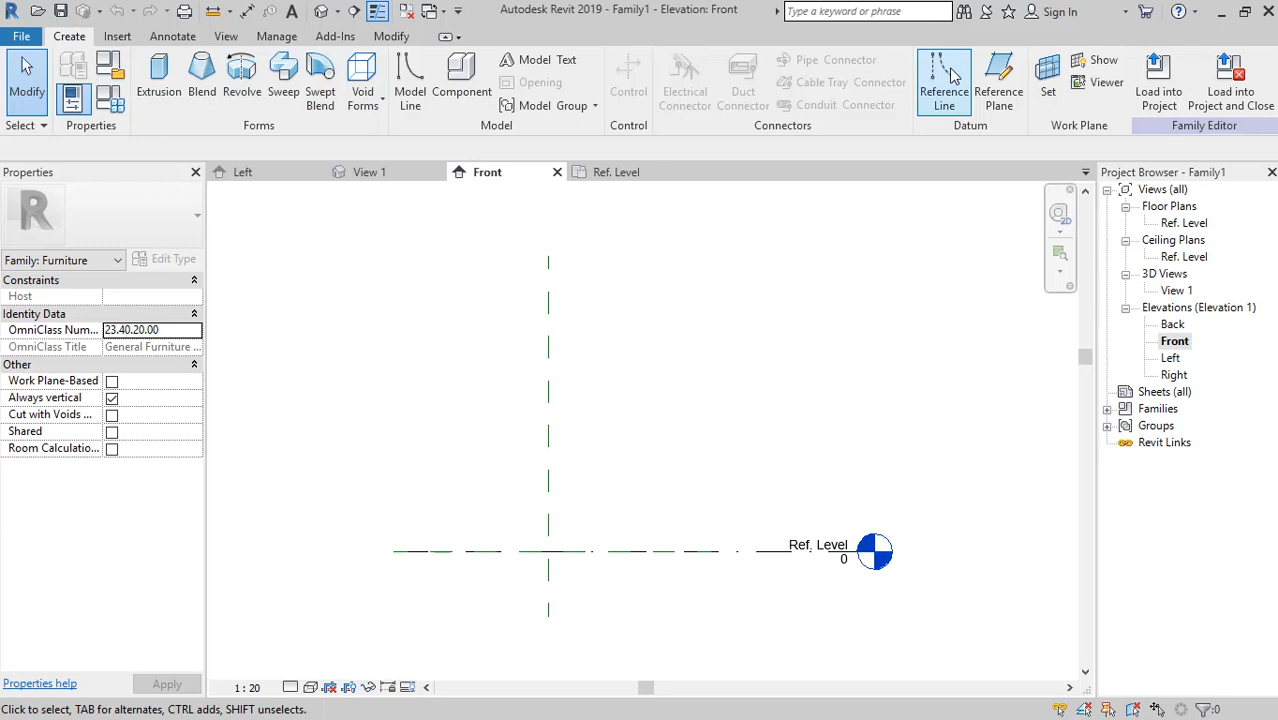 Autodesk Revit 2019 - Family1 - Elevation: Front
Type a keyword or phrase
Sign In
File Create Insert Annotate View Manage Add-Ins Modify
Modify
Select
Properties
Extrusion
Blend
Revolve
Sweep
Swept
Blend
Void
Forms
Forms
Model
Line
Component
Model Text
Opening
Model Group
Model
Control
Control
Electrical
Connector
Duct
Connector
Pipe Connector
Cable Tray Connector
Conduit Connector
Connectors
Reference
Line
Reference
Plane
Datum
Set
Show
Viewer
Work Plane
Load into
Project
Load into
Project and Close
Family Editor
Properties
Left
View 1
Front
Ref. Level
Project Browser - Family1
Family: Furniture
Edit Type
Constraints
Host
Identity Data
OmniClass Num... 23.40.20.00
OmniClass Title General Furniture ...
Other
Work Plane-Based
Always vertical
Cut with Voids ...
Shared
Room Calculatio...
Properties help
Apply
2D
Ref. Level
0
Views (all)
Floor Plans
Ref. Level
Ceiling Plans
Ref. Level
3D Views
View 1
Elevations (Elevation 1)
Back
Front
Left
Right
Sheets (all)
Families
Groups
Revit Links
1 : 20
Click to select, TAB for alternates, CTRL adds, SHIFT unselects.
:0